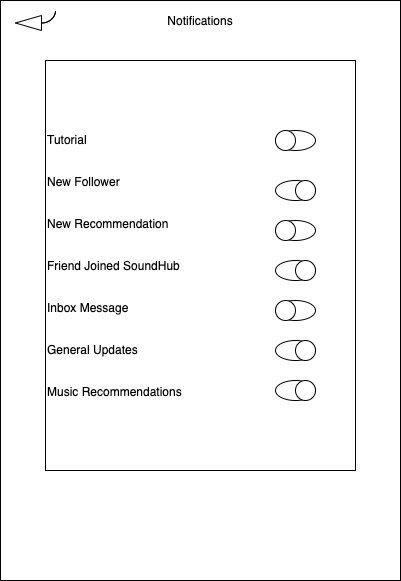 Notifications
Tutorial
New Follower
New Recommendation
Friend Joined SoundHub
Inbox Message
General Updates
Music Recommendations